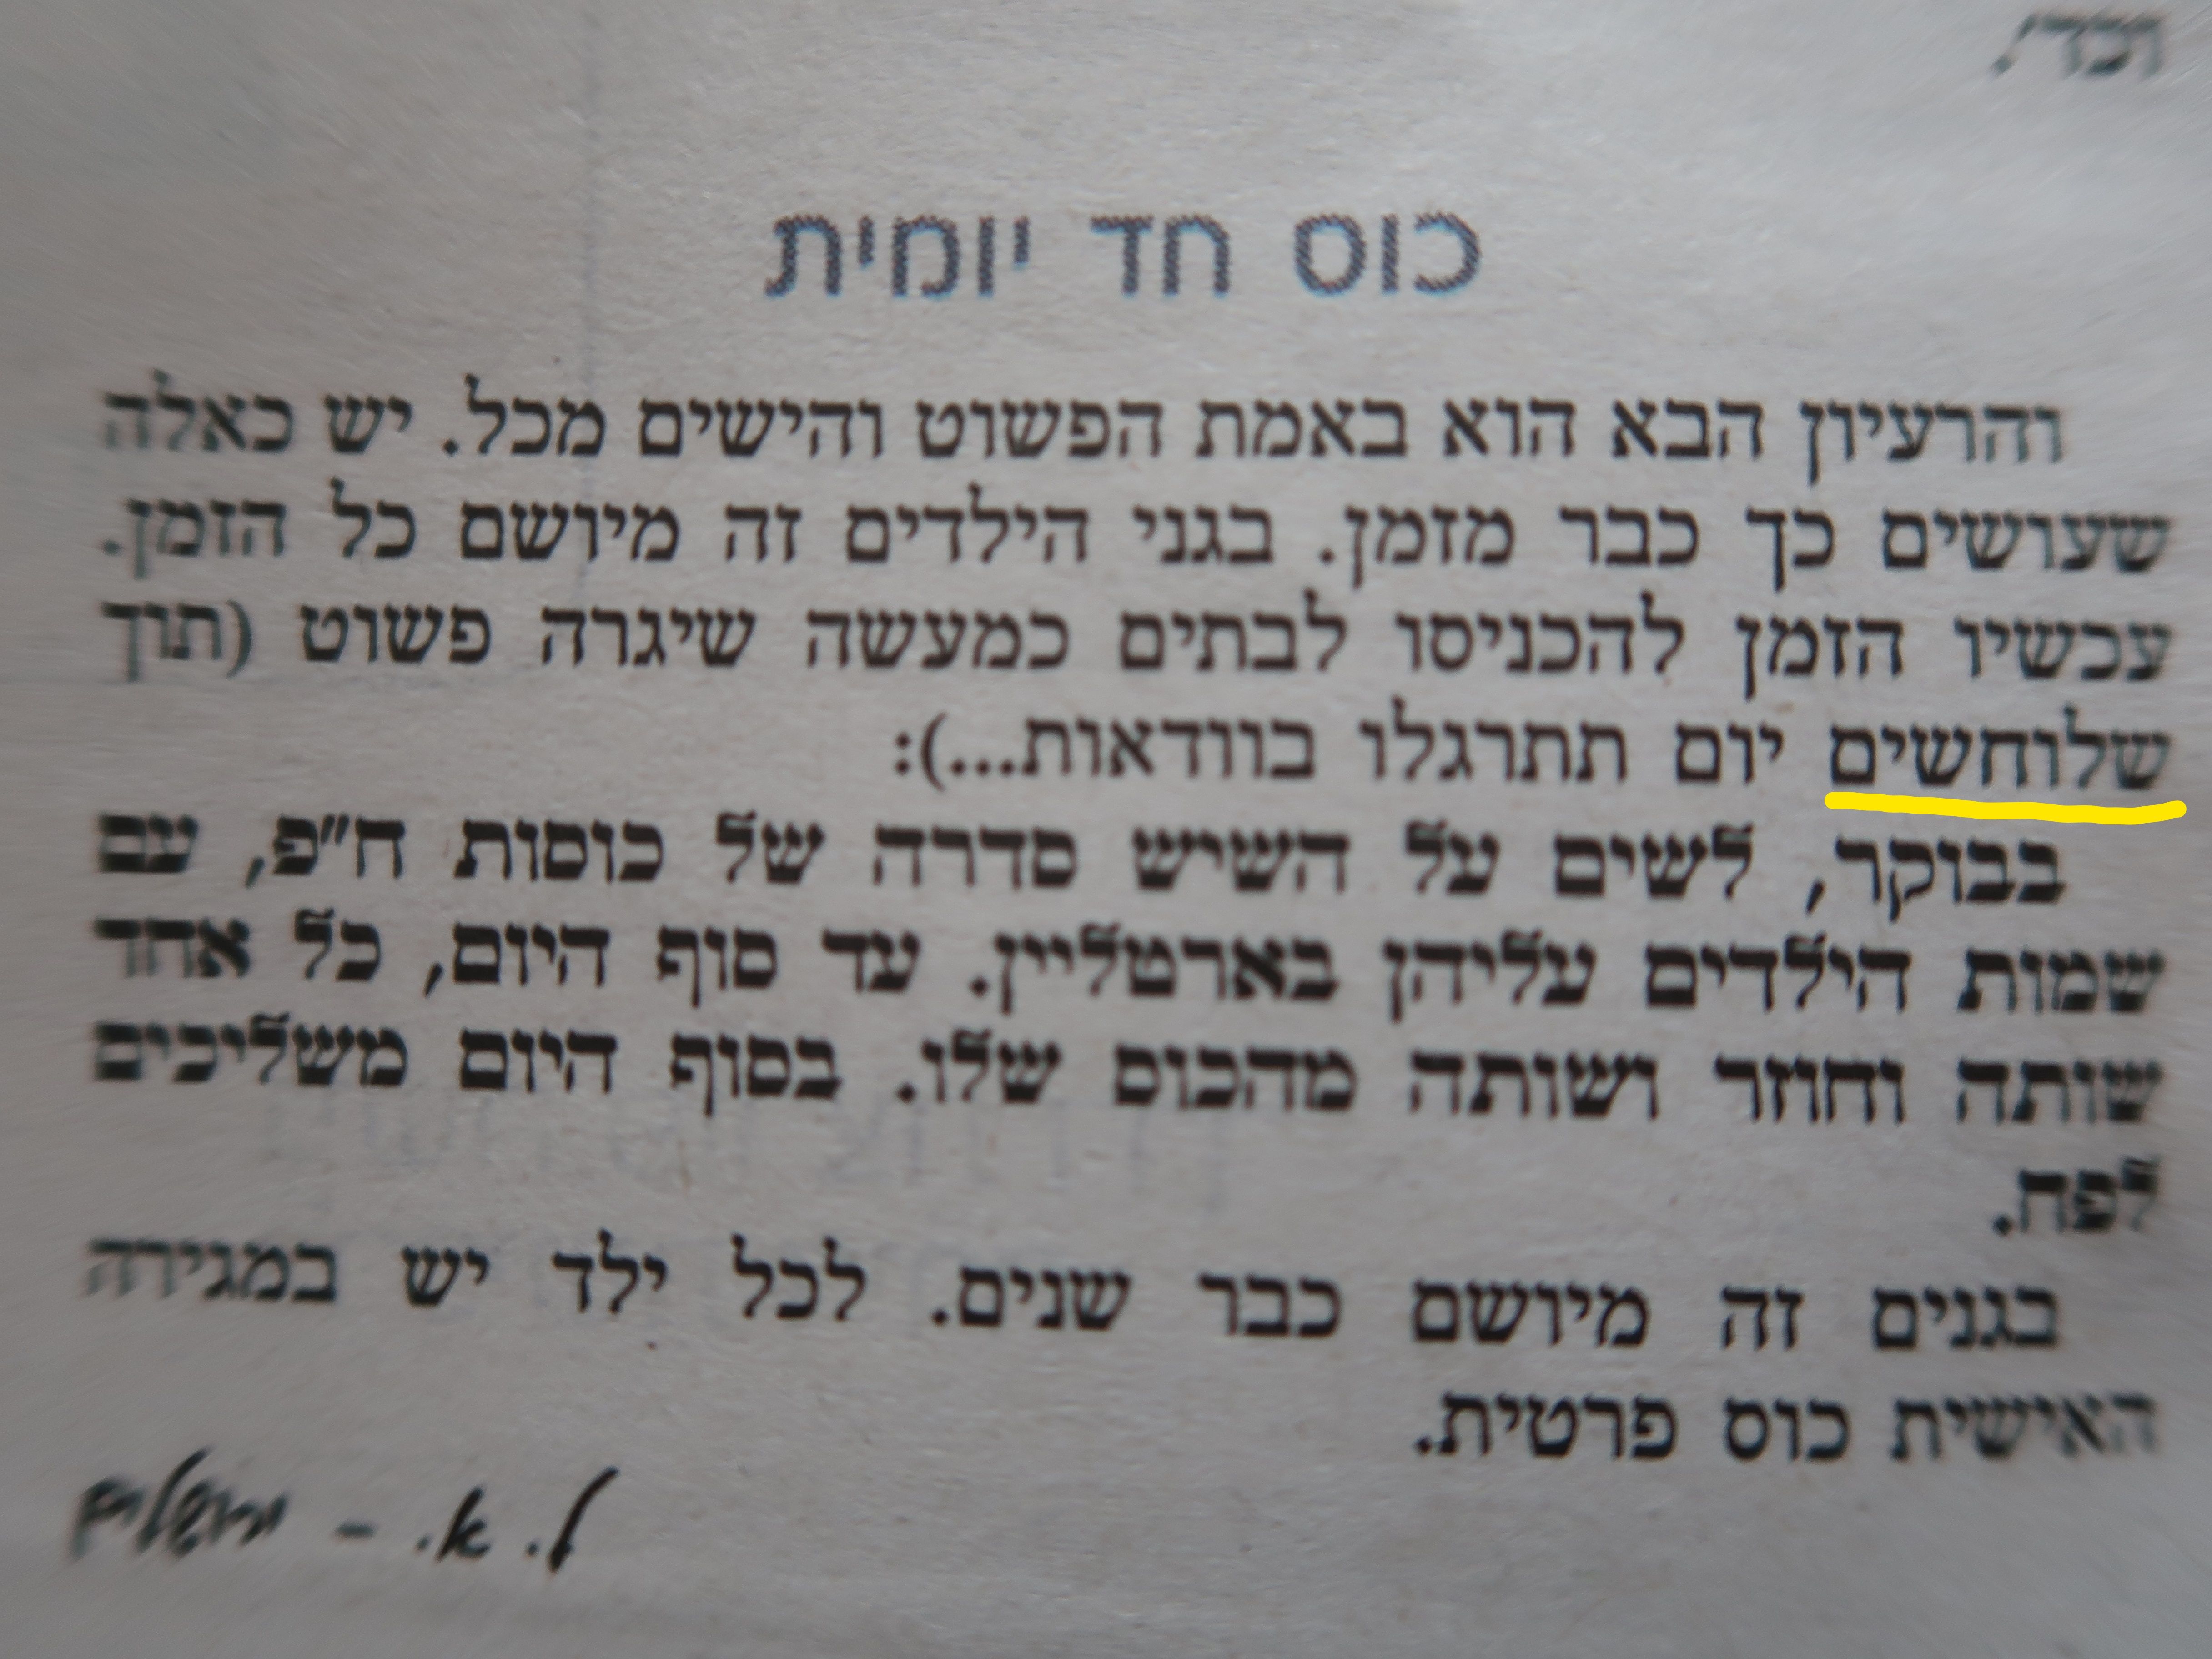 וכד'.
כוס חד יומית
והרעיון הבא הוא באמת הפשוט והישים מכל. יש כאלה
שעושים כך כבר מזמן. בגני הילדים זה מיושם כל הזמן.
עכשיו הזמן להכניסו לבתים כמעשה שיגרה פשוט (תוך
שלוחשים יום תתרגלו בוודאות...):
בבוקר, לשים על השיש סדרה של כוסות ח"פ, עם
שמות הילדים עליהן בארטליין. עד סוף היום, כל אחד
שותה וחוזר ושותה מהכוס שלו. בסוף היום משליכים
לפח.
בגנים זה מיושם כבר שנים. לכל ילד יש במגירה
האישית כוס פרטית.
ל. א. - ירושלים